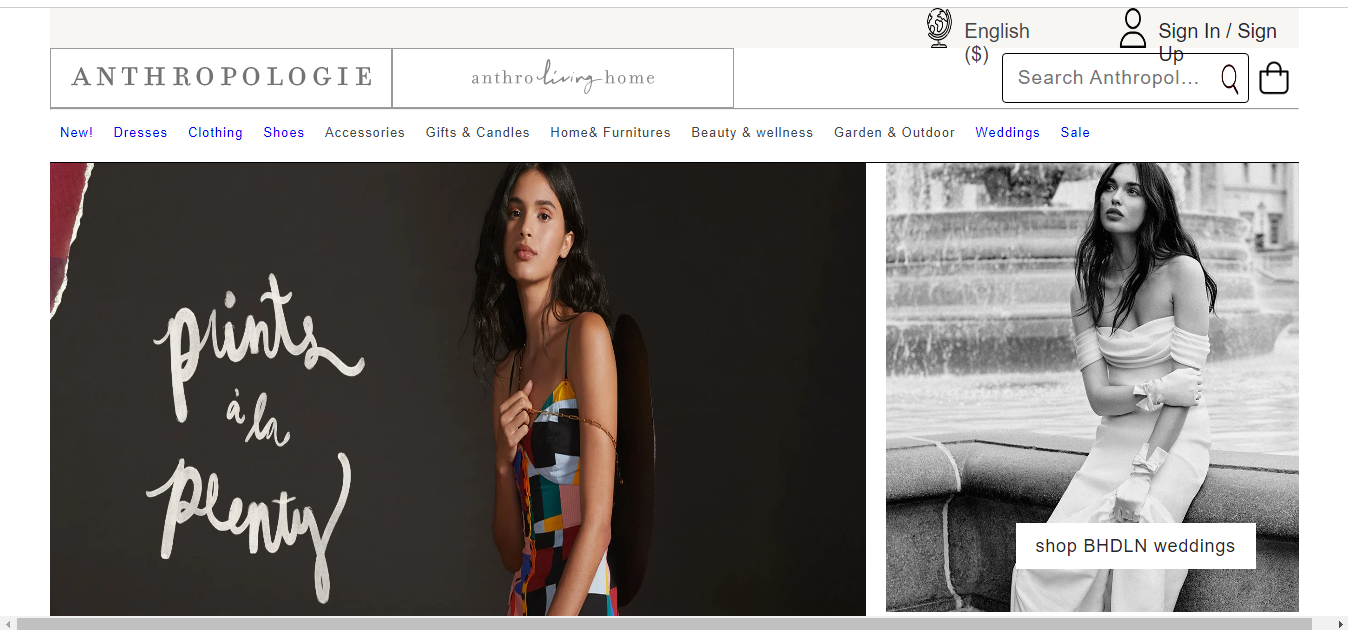 English
($)
Sign In / Sign
Up
ANTHROPOLOGIE
anthro living home
Search Anthropol...
New! Dresses Clothing Shoes Accessories Gifts & Candles Home& Furnitures Beauty & wellness Garden & Outdoor Weddings Sale
prints
à la
plenty
shop BHDLN weddings